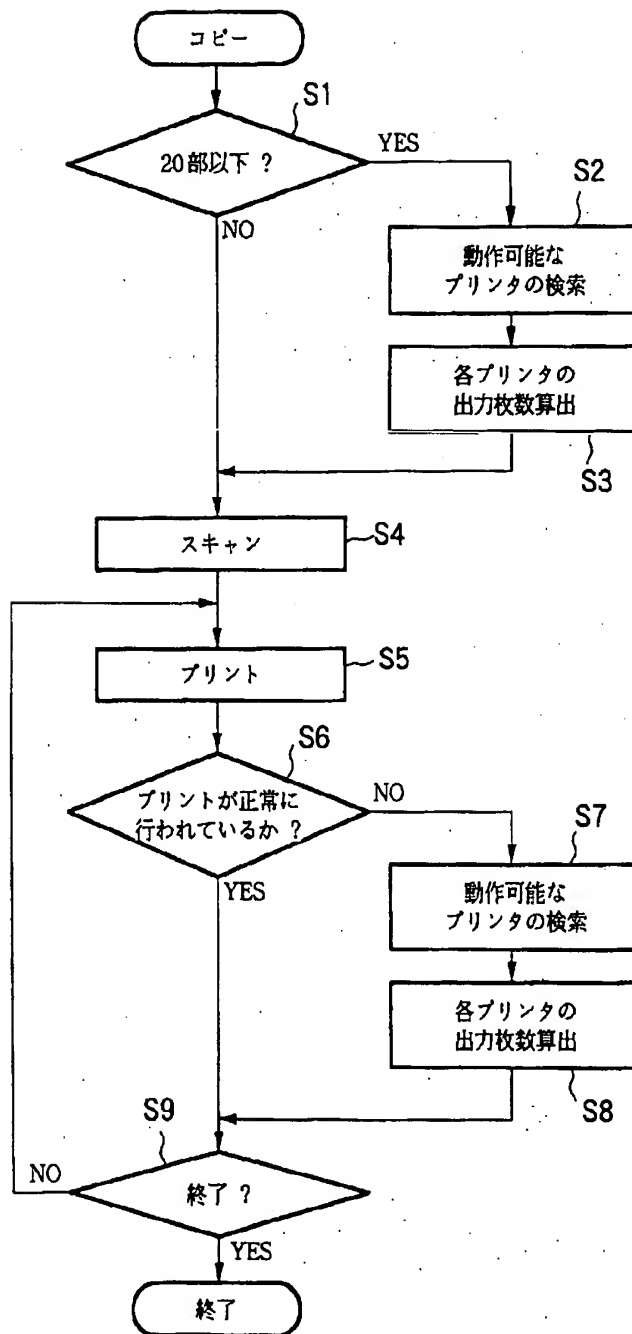 コピー
S1
20部以下 ?
YES
NO
S2
動作可能な
プリンタの検索
各プリンタの
出力枚数算出
S3
スキャン
S4
プリント
S5
S6
プリントが正常に
行われているか ?
NO
YES
S7
動作可能な
プリンタの検索
各プリンタの
出力枚数算出
S8
S9
終了 ?
NO
YES
終了